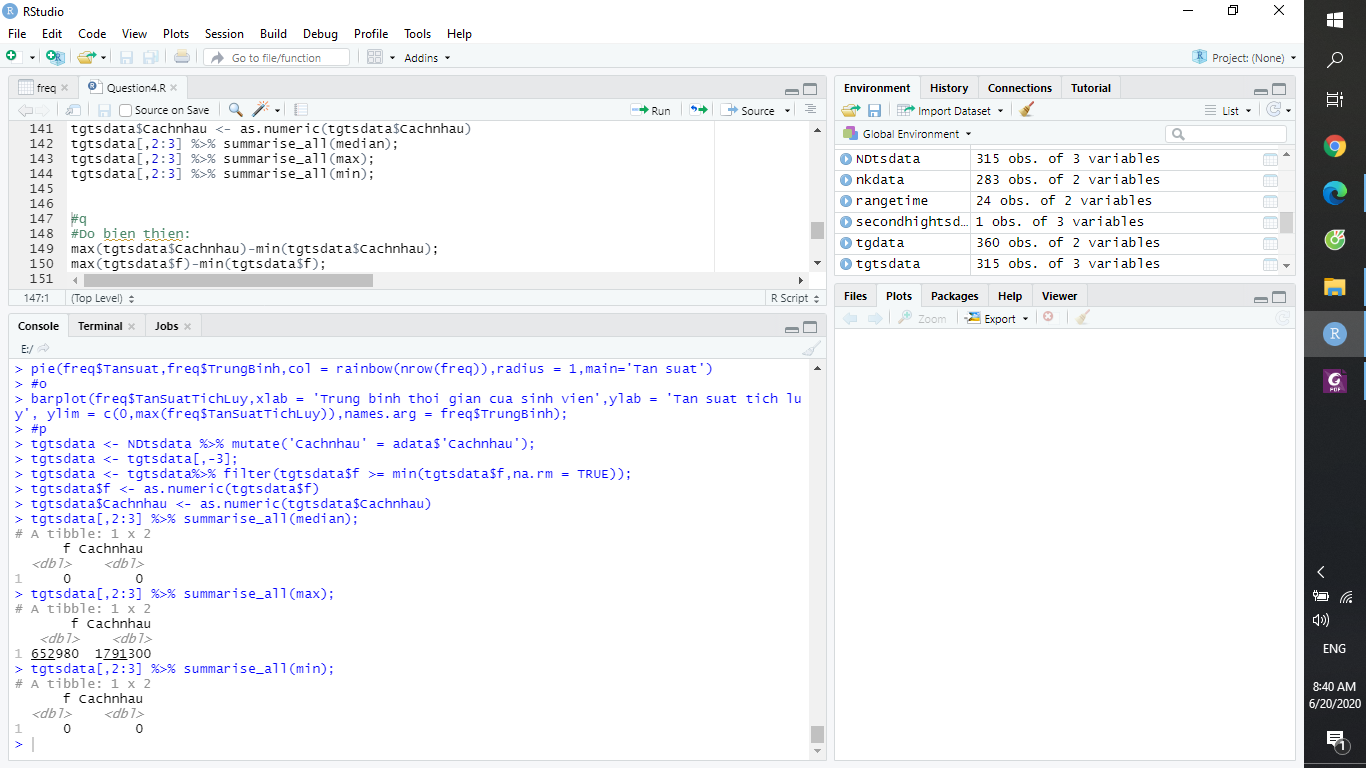 RStudio
File Edit Code View Plots Session Build Debug Profile Tools Help
Go to file/function
Addins
Project: (None)
freq
Question4.R
Source on Save
Run
Source
141 tgtsdata$Cachnhau <- as.numeric(tgtsdata$Cachnhau)
142 tgtsdata[,2:3] %>% summarise_all(median);
143 tgtsdata[,2:3] %>% summarise_all(max);
144 tgtsdata[,2:3] %>% summarise_all(min);
145
146
147 #q
148 #Do bien thien:
149 max(tgtsdata$Cachnhau)-min(tgtsdata$Cachnhau);
150 max(tgtsdata$f)-min(tgtsdata$f);
151
147:1 (Top Level) R Script
Console Terminal Jobs
E:/
> pie(freq$Tansuat,freq$TrungBinh,col = rainbow(nrow(freq)),radius = 1,main='Tan suat')
> #o
> barplot(freq$TanSuatTichLuy,xlab = 'Trung binh thoi gian cua sinh vien',ylab = 'Tan suat tich lu
y', ylim = c(0,max(freq$TanSuatTichLuy)),names.arg = freq$TrungBinh);
> #p
> tgtsdata <- NDtsdata %>% mutate('Cachnhau' = adata$'Cachnhau');
> tgtsdata <- tgtsdata[,-3];
> tgtsdata <- tgtsdata%>% filter(tgtsdata$f >= min(tgtsdata$f,na.rm = TRUE));
> tgtsdata$f <- as.numeric(tgtsdata$f)
> tgtsdata$Cachnhau <- as.numeric(tgtsdata$Cachnhau)
> tgtsdata[,2:3] %>% summarise_all(median);
# A tibble: 1 x 2
f Cachnhau
<dbl> <dbl>
1 0 0
> tgtsdata[,2:3] %>% summarise_all(max);
# A tibble: 1 x 2
f Cachnhau
<dbl> <dbl>
1 652980 1791300
> tgtsdata[,2:3] %>% summarise_all(min);
# A tibble: 1 x 2
f Cachnhau
<dbl> <dbl>
1 0 0
>
Environment History Connections Tutorial
Import Dataset
List
Global Environment
NDtsdata 315 obs. of 3 variables
nkdata 283 obs. of 2 variables
rangetime 24 obs. of 2 variables
secondhightsd… 1 obs. of 3 variables
tgdata 360 obs. of 2 variables
tgtsdata 315 obs. of 3 variables
Files Plots Packages Help Viewer
Zoom Export
ENG
8:40 AM
6/20/2020
1